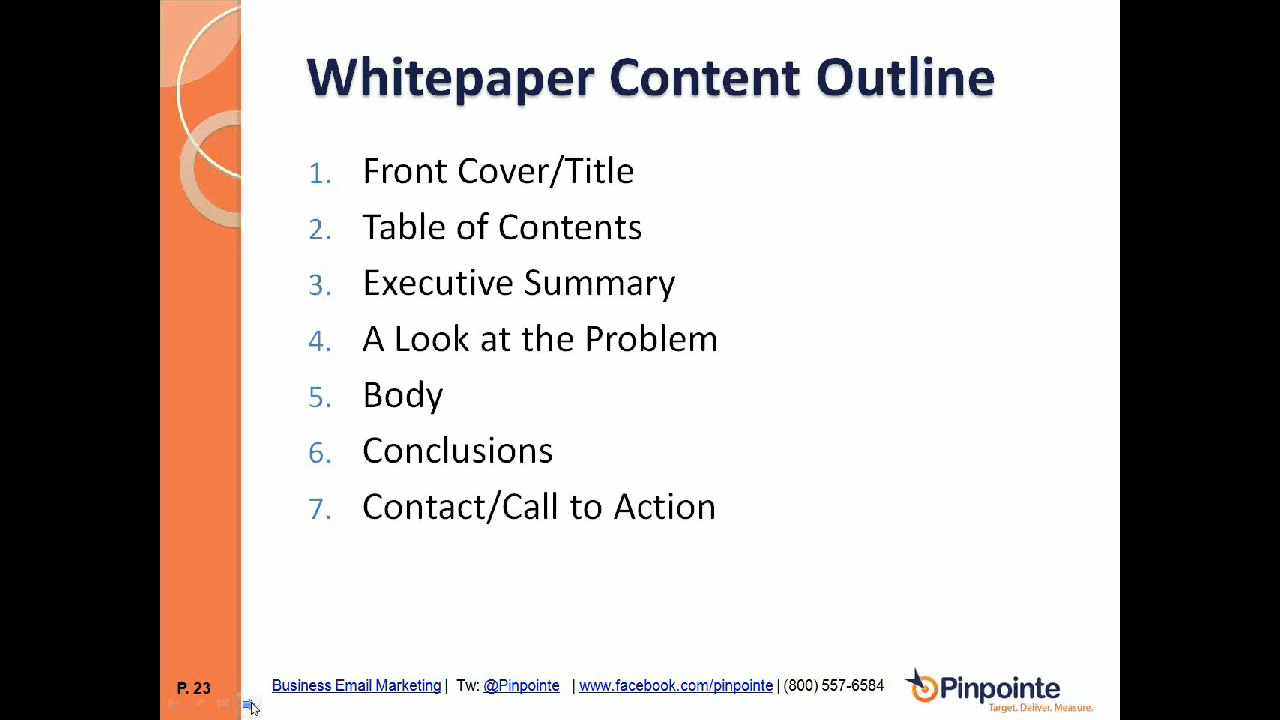 Whitepaper Content Outline
1. Front Cover/Title
2. Table of Contents
3. Executive Summary
4. A Look at the Problem
5. Body
6. Conclusions
7. Contact/Call to Action
P. 23
Business Email Marketing | Tw: @Pinpointe | www.facebook.com/pinpointe | (800) 557-6584
Pinpointe
Target. Deliver. Measure.